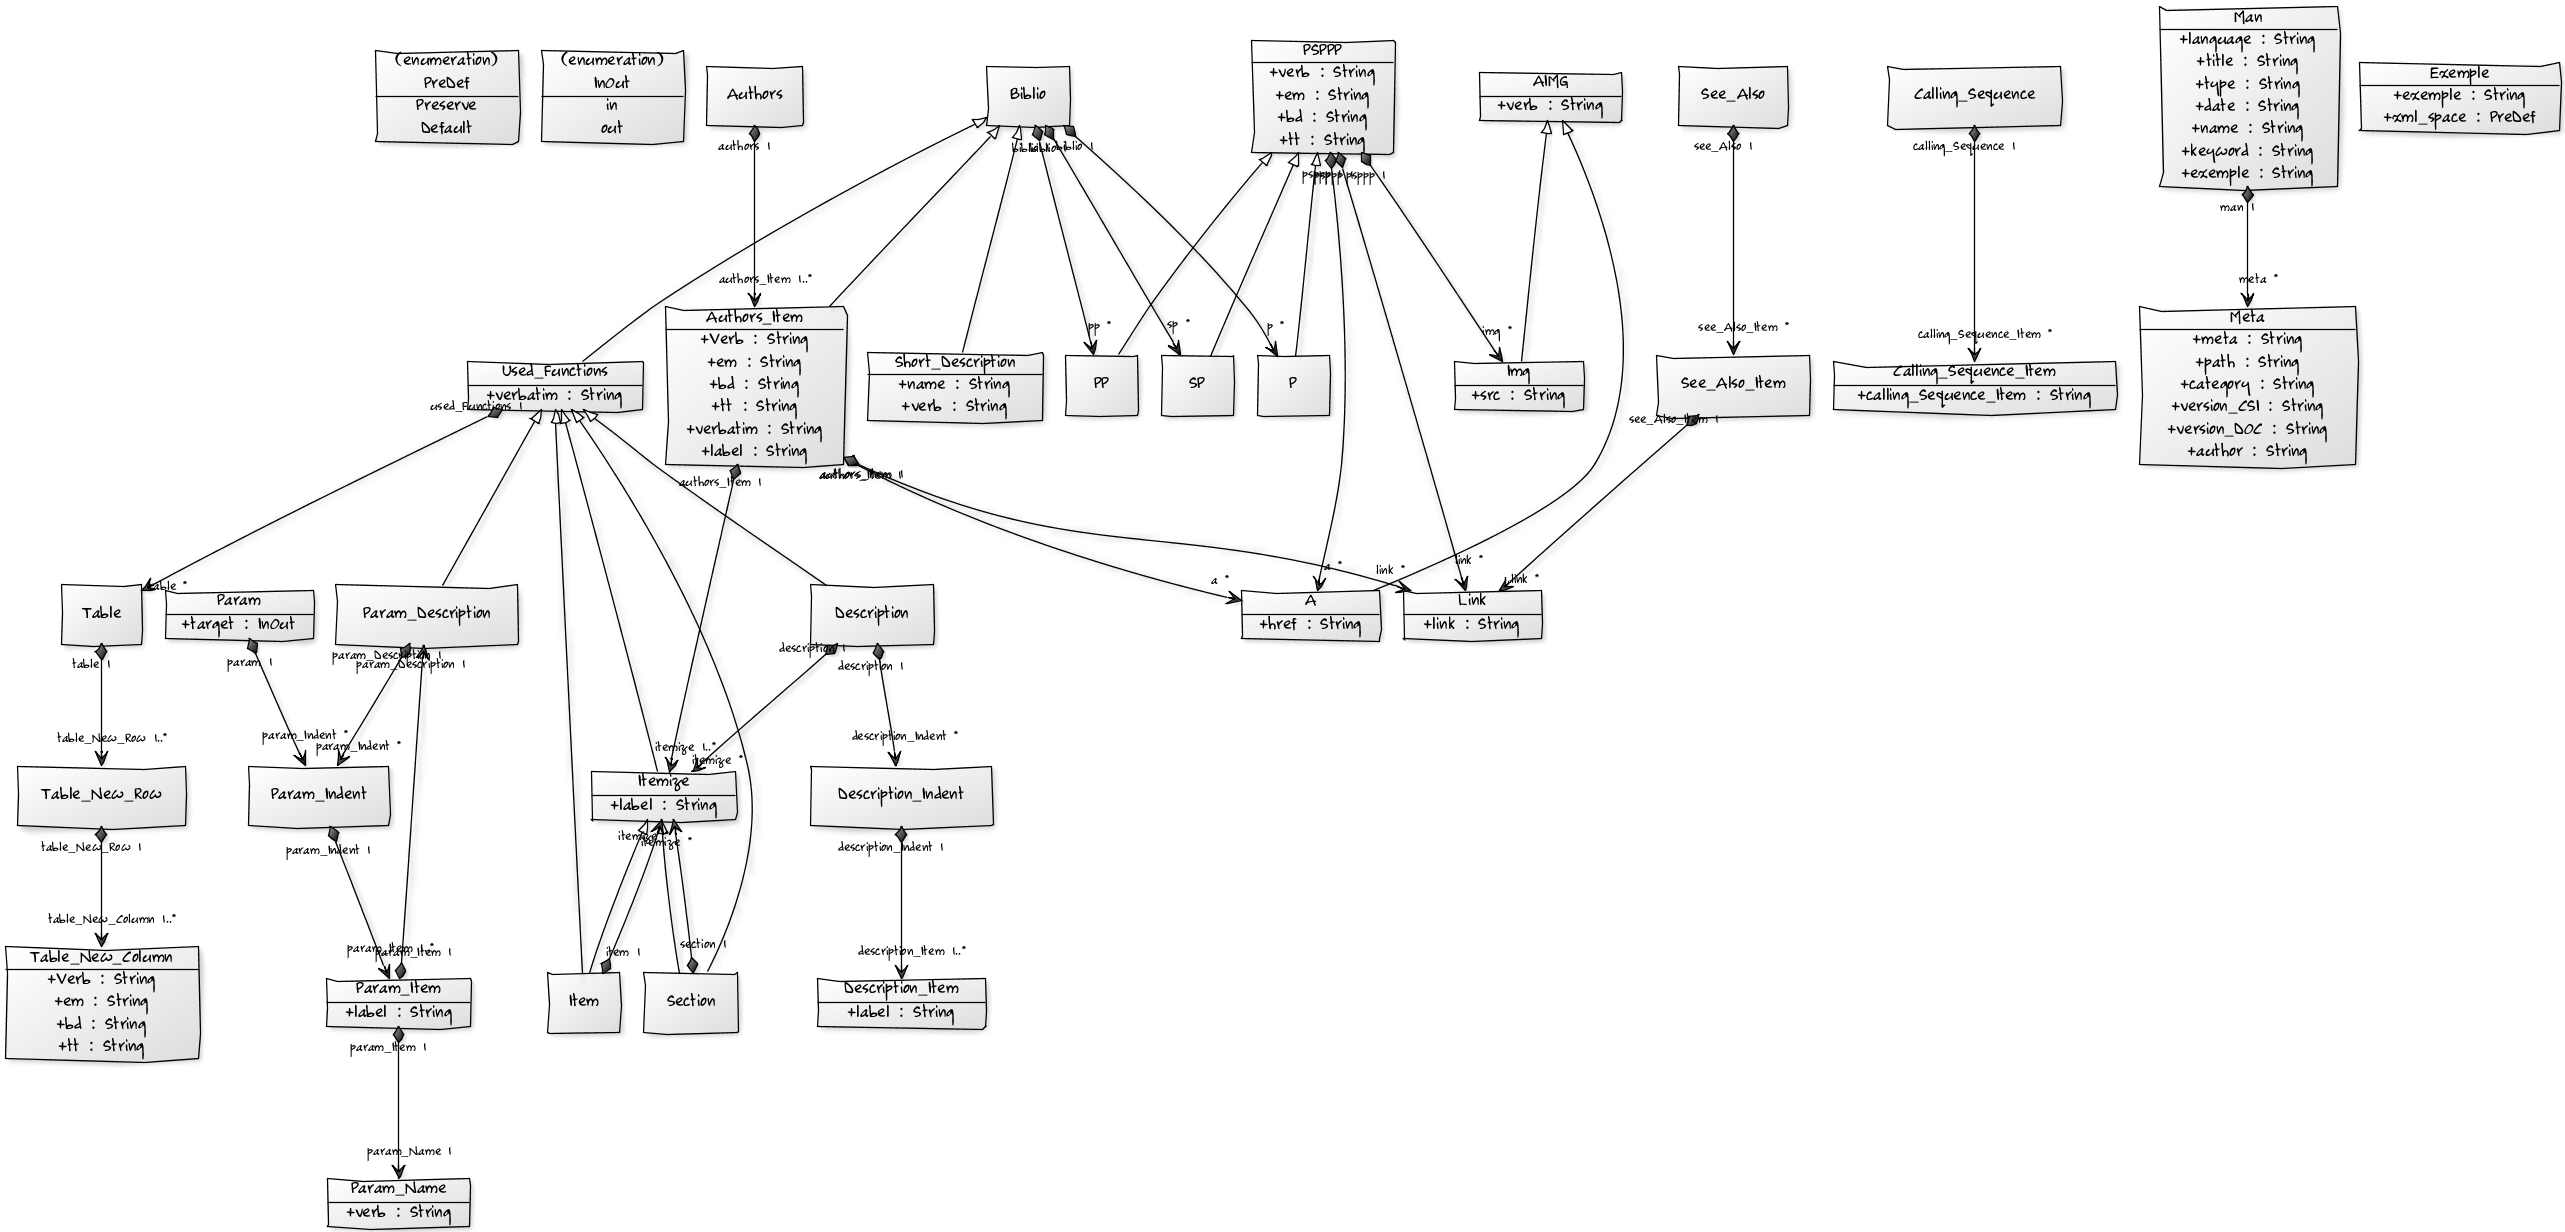 (enumeration)
PreDef
Preserve
Default
(enumeration)
InOut
in
out
Authors
authors 1
Biblio
biblio 1
PSPPP
+verb : String
+em : String
+bd : String
+tt : String
psppp 1
AIMG
+verb : String
See_Also
see_Also 1
Calling_Sequence
calling_Sequence 1
Man
+language : String
+title : String
+type : String
+date : String
+name : String
+keyword : String
+exemple : String
man 1
Exemple
+exemple : String
+xml_space : PreDef
authors_Item 1..*
Authors_Item
+Verb : String
+em : String
+bd : String
+tt : String
+verbatim : String
+label : String
authors_Item 1
authors_Item 1
Used_Functions
+verbatim : String
used_Functions 1
Short_Description
+name : String
+verb : String
pp *
PP
sp *
SP
p *
P
img *
Img
+src : String
see_Also_Item *
See_Also_Item
see_Also_Item 1
calling_Sequence_Item *
Calling_Sequence_Item
+calling_Sequence_Item : String
meta *
Meta
+meta : String
+path : String
+category : String
+version_CSI : String
+version_DOC : String
+author : String
table *
Table
table 1
Param
+target : InOut
param 1
Param_Description
param_Description 1
param_Description 1
Description
description 1
description 1
a *
a *
A
+href : String
link *
link *
link *
Link
+link : String
table_New_Row 1..*
Table_New_Row
table_New_Row 1
param_Indent *
param_Indent *
Param_Indent
param_Indent 1
itemize 1..*
itemize *
Itemize
+label : String
itemize *
description_Indent *
Description_Indent
description_Indent 1
table_New_Column 1..*
Table_New_Column
+Verb : String
+em : String
+bd : String
+tt : String
param_Item *
param_Item 1
Param_Item
+label : String
param_Item 1
item 1
Item
section 1
Section
description_Item 1..*
Description_Item
+label : String
param_Name 1
Param_Name
+verb : String